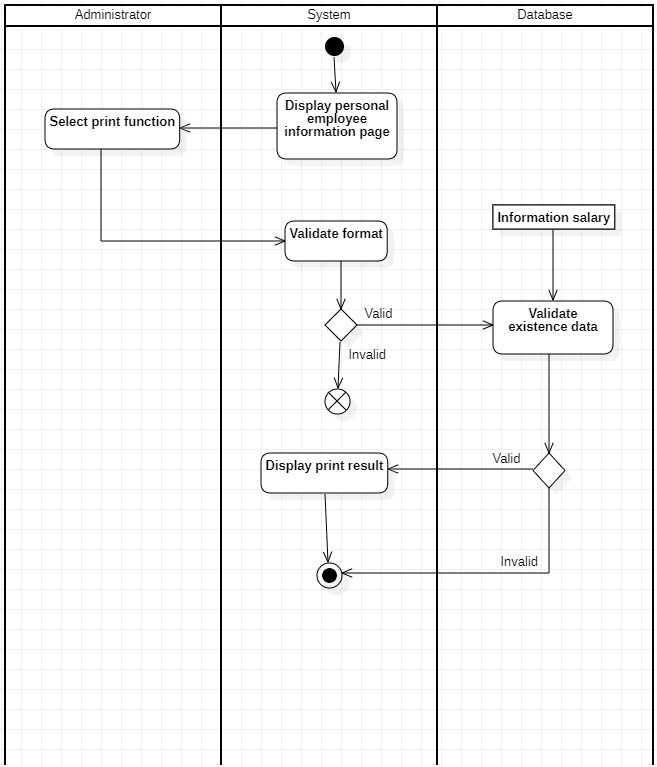 Administrator
System
Database
Display personal
employee
information page
Select print function
Information salary
Validate format
Valid
Validate
existence data
Invalid
Valid
Display print result
Invalid